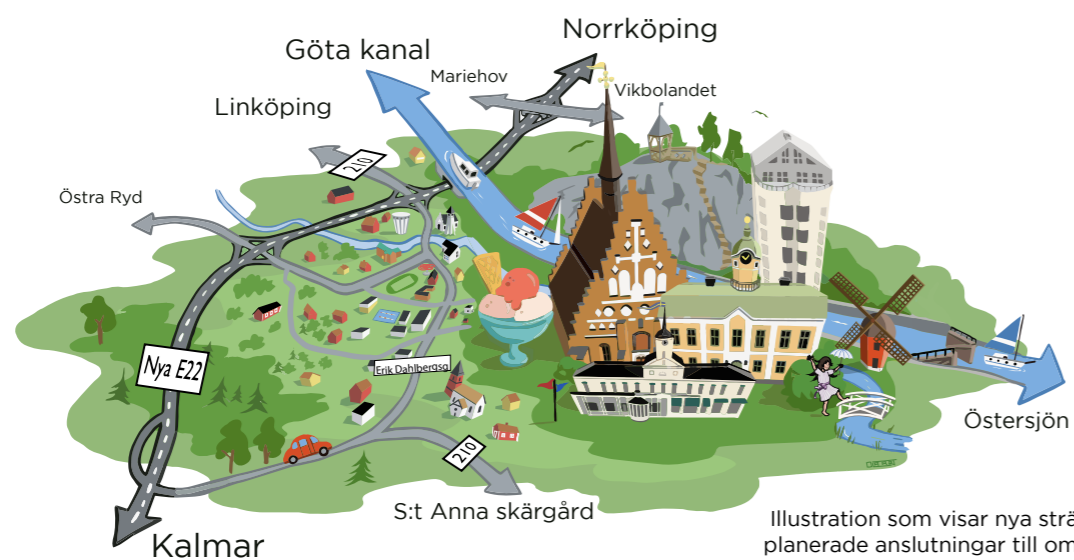 Norrköping
Göta kanal
Mariehov
Vikbolandet
Linköping
210
Östra Ryd
Nya E22
Erik Dahlbergsg
Östersjön
210
S:t Anna skärgård
Kalmar
Illustration som visar nya strä
planerade anslutningar till om